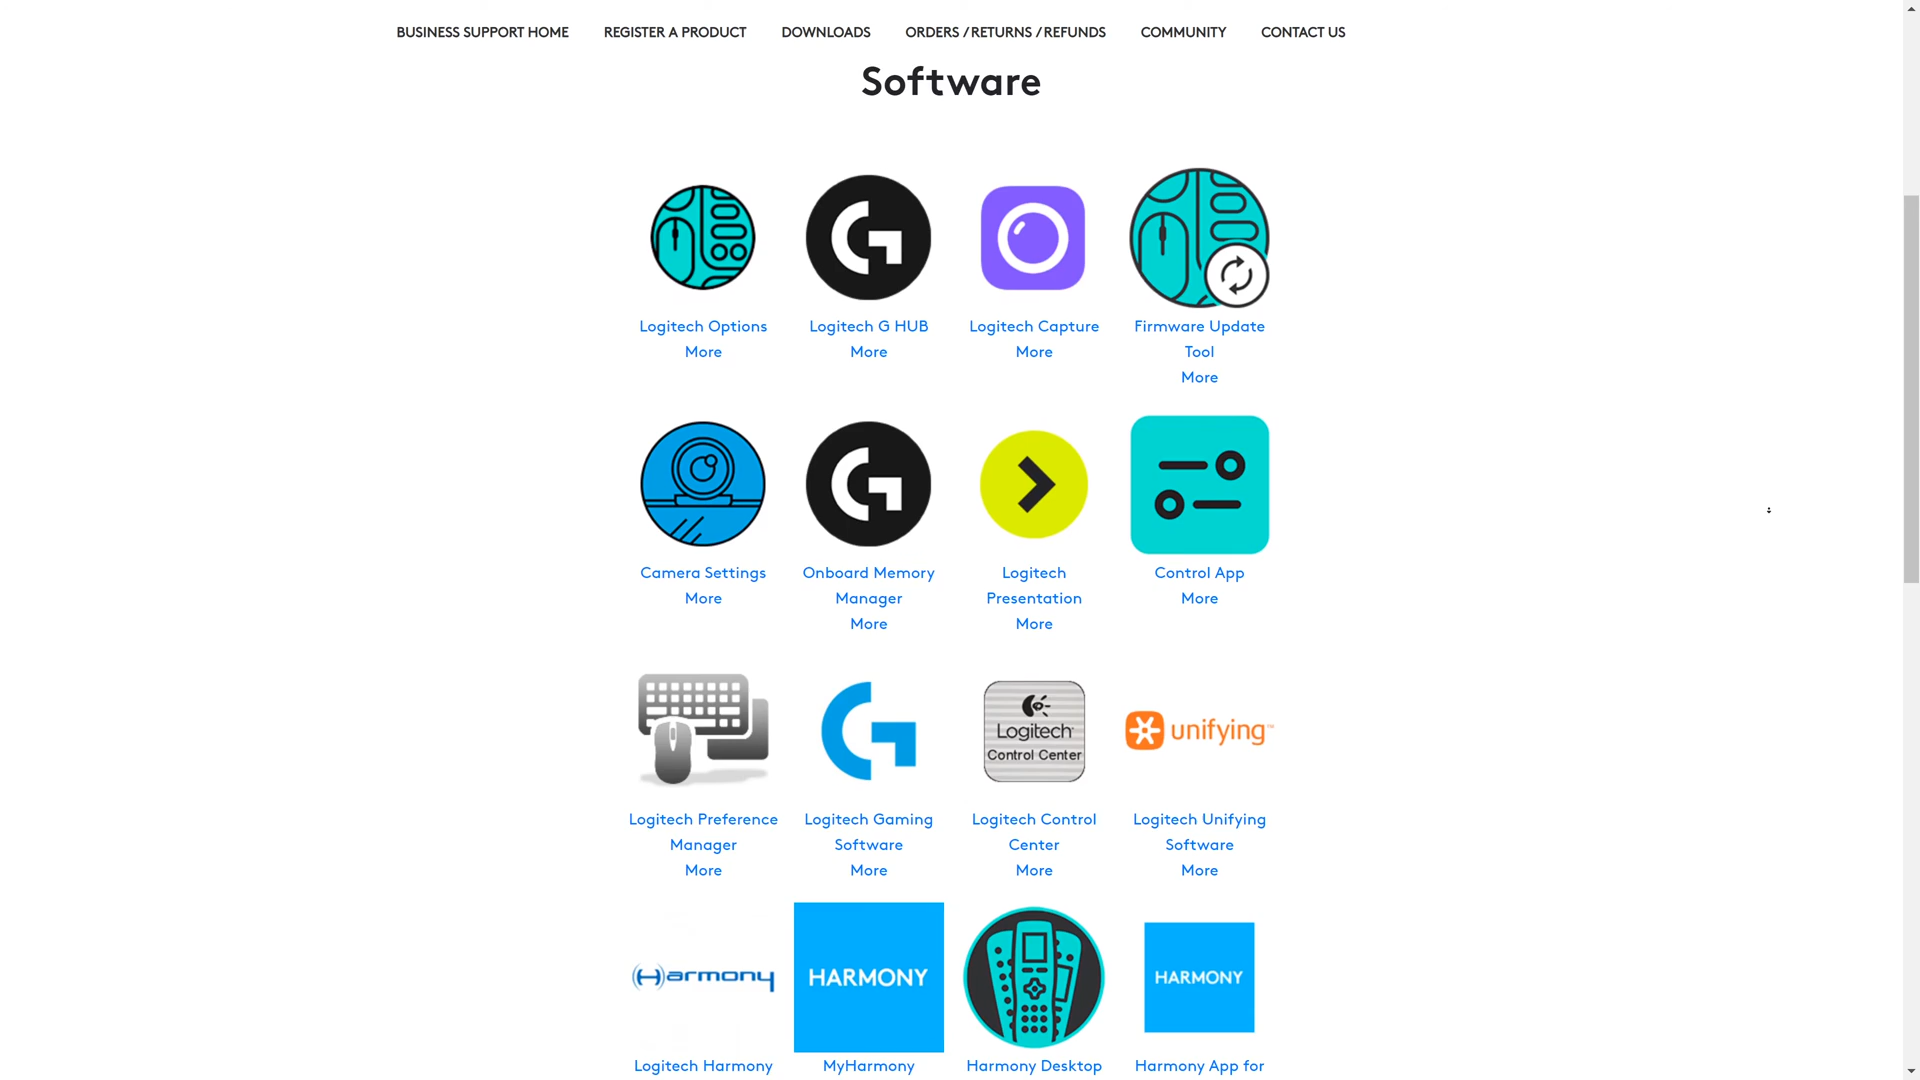 BUSINESS SUPPORT HOME REGISTER A PRODUCT DOWNLOADS ORDERS / RETURNS / REFUNDS COMMUNITY CONTACT US
Software
Logitech Options
More
Logitech G HUB
More
Logitech Capture
More
Firmware Update
Tool
More
Camera Settings
More
Onboard Memory
Manager
More
Logitech
Presentation
More
Control App
More
Logitech Preference
Manager
More
Logitech Gaming
Software
More
Logitech
Control Center
Logitech Control
Center
More
unifying™
Logitech Unifying
Software
More
Harmony
Logitech Harmony
HARMONY
MyHarmony
Harmony Desktop
HARMONY
Harmony App for